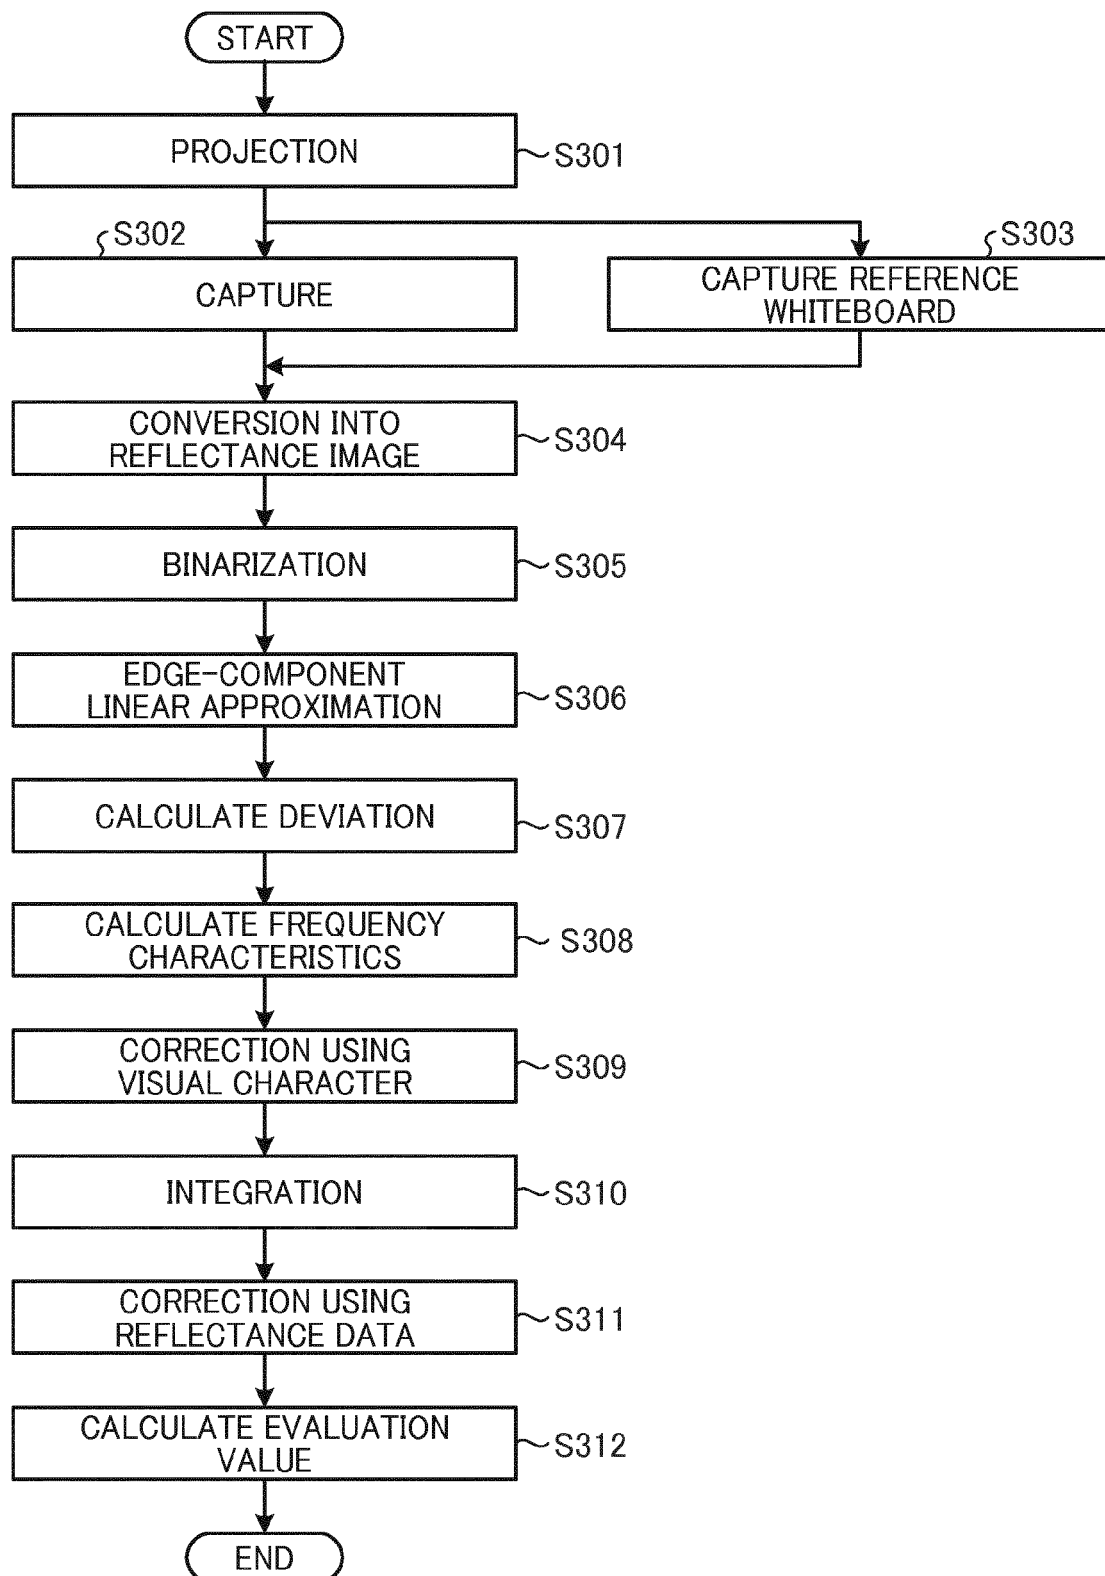 START
PROJECTION
S301
S302
CAPTURE
S303
CAPTURE REFERENCE
WHITEBOARD
CONVERSION INTO
REFLECTANCE IMAGE
S304
BINARIZATION
S305
EDGE-COMPONENT
LINEAR APPROXIMATION
S306
CALCULATE DEVIATION
S307
CALCULATE FREQUENCY
CHARACTERISTICS
S308
CORRECTION USING
VISUAL CHARACTER
S309
INTEGRATION
S310
CORRECTION USING
REFLECTANCE DATA
S311
CALCULATE EVALUATION
VALUE
S312
END